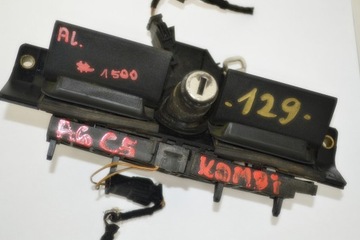 AL.
# 1500
-129-
A6 C5
KOMBI